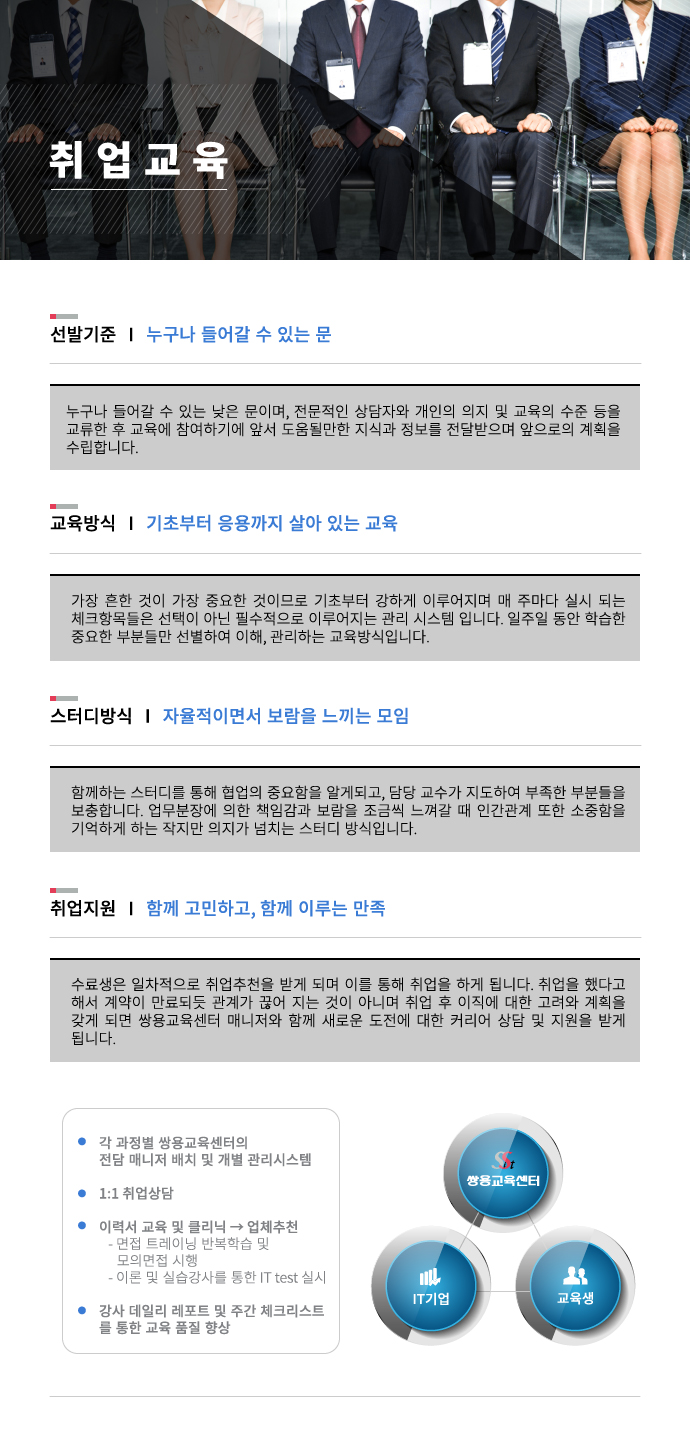 취업교육
선발기준 I 누구나 들어갈 수 있는 문
누구나 들어갈 수 있는 낮은 문이며, 전문적인 상담자와 개인의 의지 및 교육의 수준 등을
교류한 후 교육에 참여하기에 앞서 도움될만한 지식과 정보를 전달받으며 앞으로의 계획을
수립합니다.
교육방식 I 기초부터 응용까지 살아 있는 교육
가장 흔한 것이 가장 중요한 것이므로 기초부터 강하게 이루어지며 매 주마다 실시 되는
체크항목들은 선택이 아닌 필수적으로 이루어지는 관리 시스템 입니다. 일주일 동안 학습한
중요한 부분들만 선별하여 이해, 관리하는 교육방식입니다.
스터디방식 I 자율적이면서 보람을 느끼는 모임
함께하는 스터디를 통해 협업의 중요함을 알게되고, 담당 교수가 지도하여 부족한 부분들을
보충합니다. 업무분장에 의한 책임감과 보람을 조금씩 느껴갈 때 인간관계 또한 소중함을
기억하게 하는 작지만 의지가 넘치는 스터디 방식입니다.
취업지원 I 함께 고민하고, 함께 이루는 만족
수료생은 일차적으로 취업추천을 받게 되며 이를 통해 취업을 하게 됩니다. 취업을 했다고
해서 계약이 만료되듯 관계가 끊어 지는 것이 아니며 취업 후 이직에 대한 고려와 계획을
갖게 되면 쌍용교육센터 매니저와 함께 새로운 도전에 대한 커리어 상담 및 지원을 받게
됩니다.
● 각 과정별 쌍용교육센터의
전담 매니저 배치 및 개별 관리시스템
● 1:1 취업상담
● 이력서 교육 및 클리닉 → 업체추천
- 면접 트레이닝 반복학습 및
모의면접 시행
- 이론 및 실습강사를 통한 IT test 실시
● 강사 데일리 레포트 및 주간 체크리스트
를 통한 교육 품질 향상
쌍용교육센터
IT기업
교육생